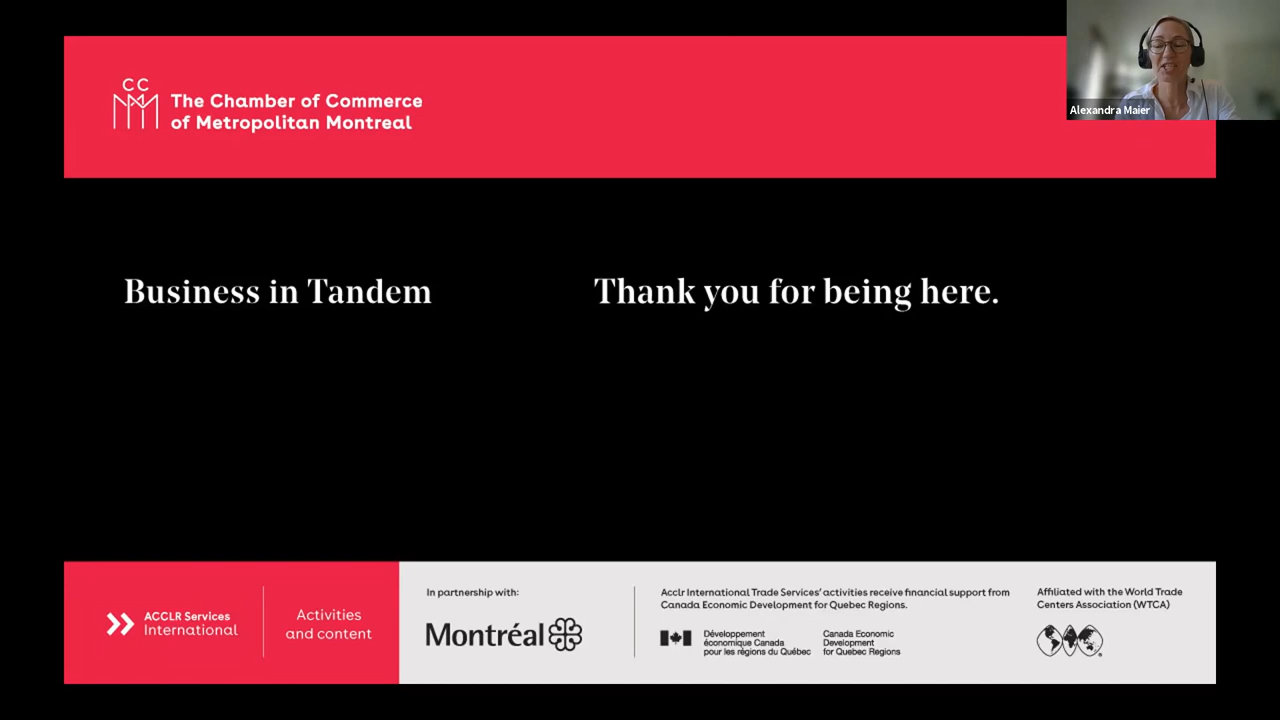 CC
The Chamber of Commerce
of Metropolitan Montreal
Alexandra Maier
Business in Tandem
Thank you for being here.
ACCLR Services
International
Activities
and content
In partnership with:
Montréal
Acclr International Trade Services' activities receive financial support from
Canada Economic Development for Quebec Regions.
Développement
économique Canada
pour les régions du Québec
Canada Economic
Development
for Quebec Regions
Affiliated with the World Trade
Centers Association (WTCA)